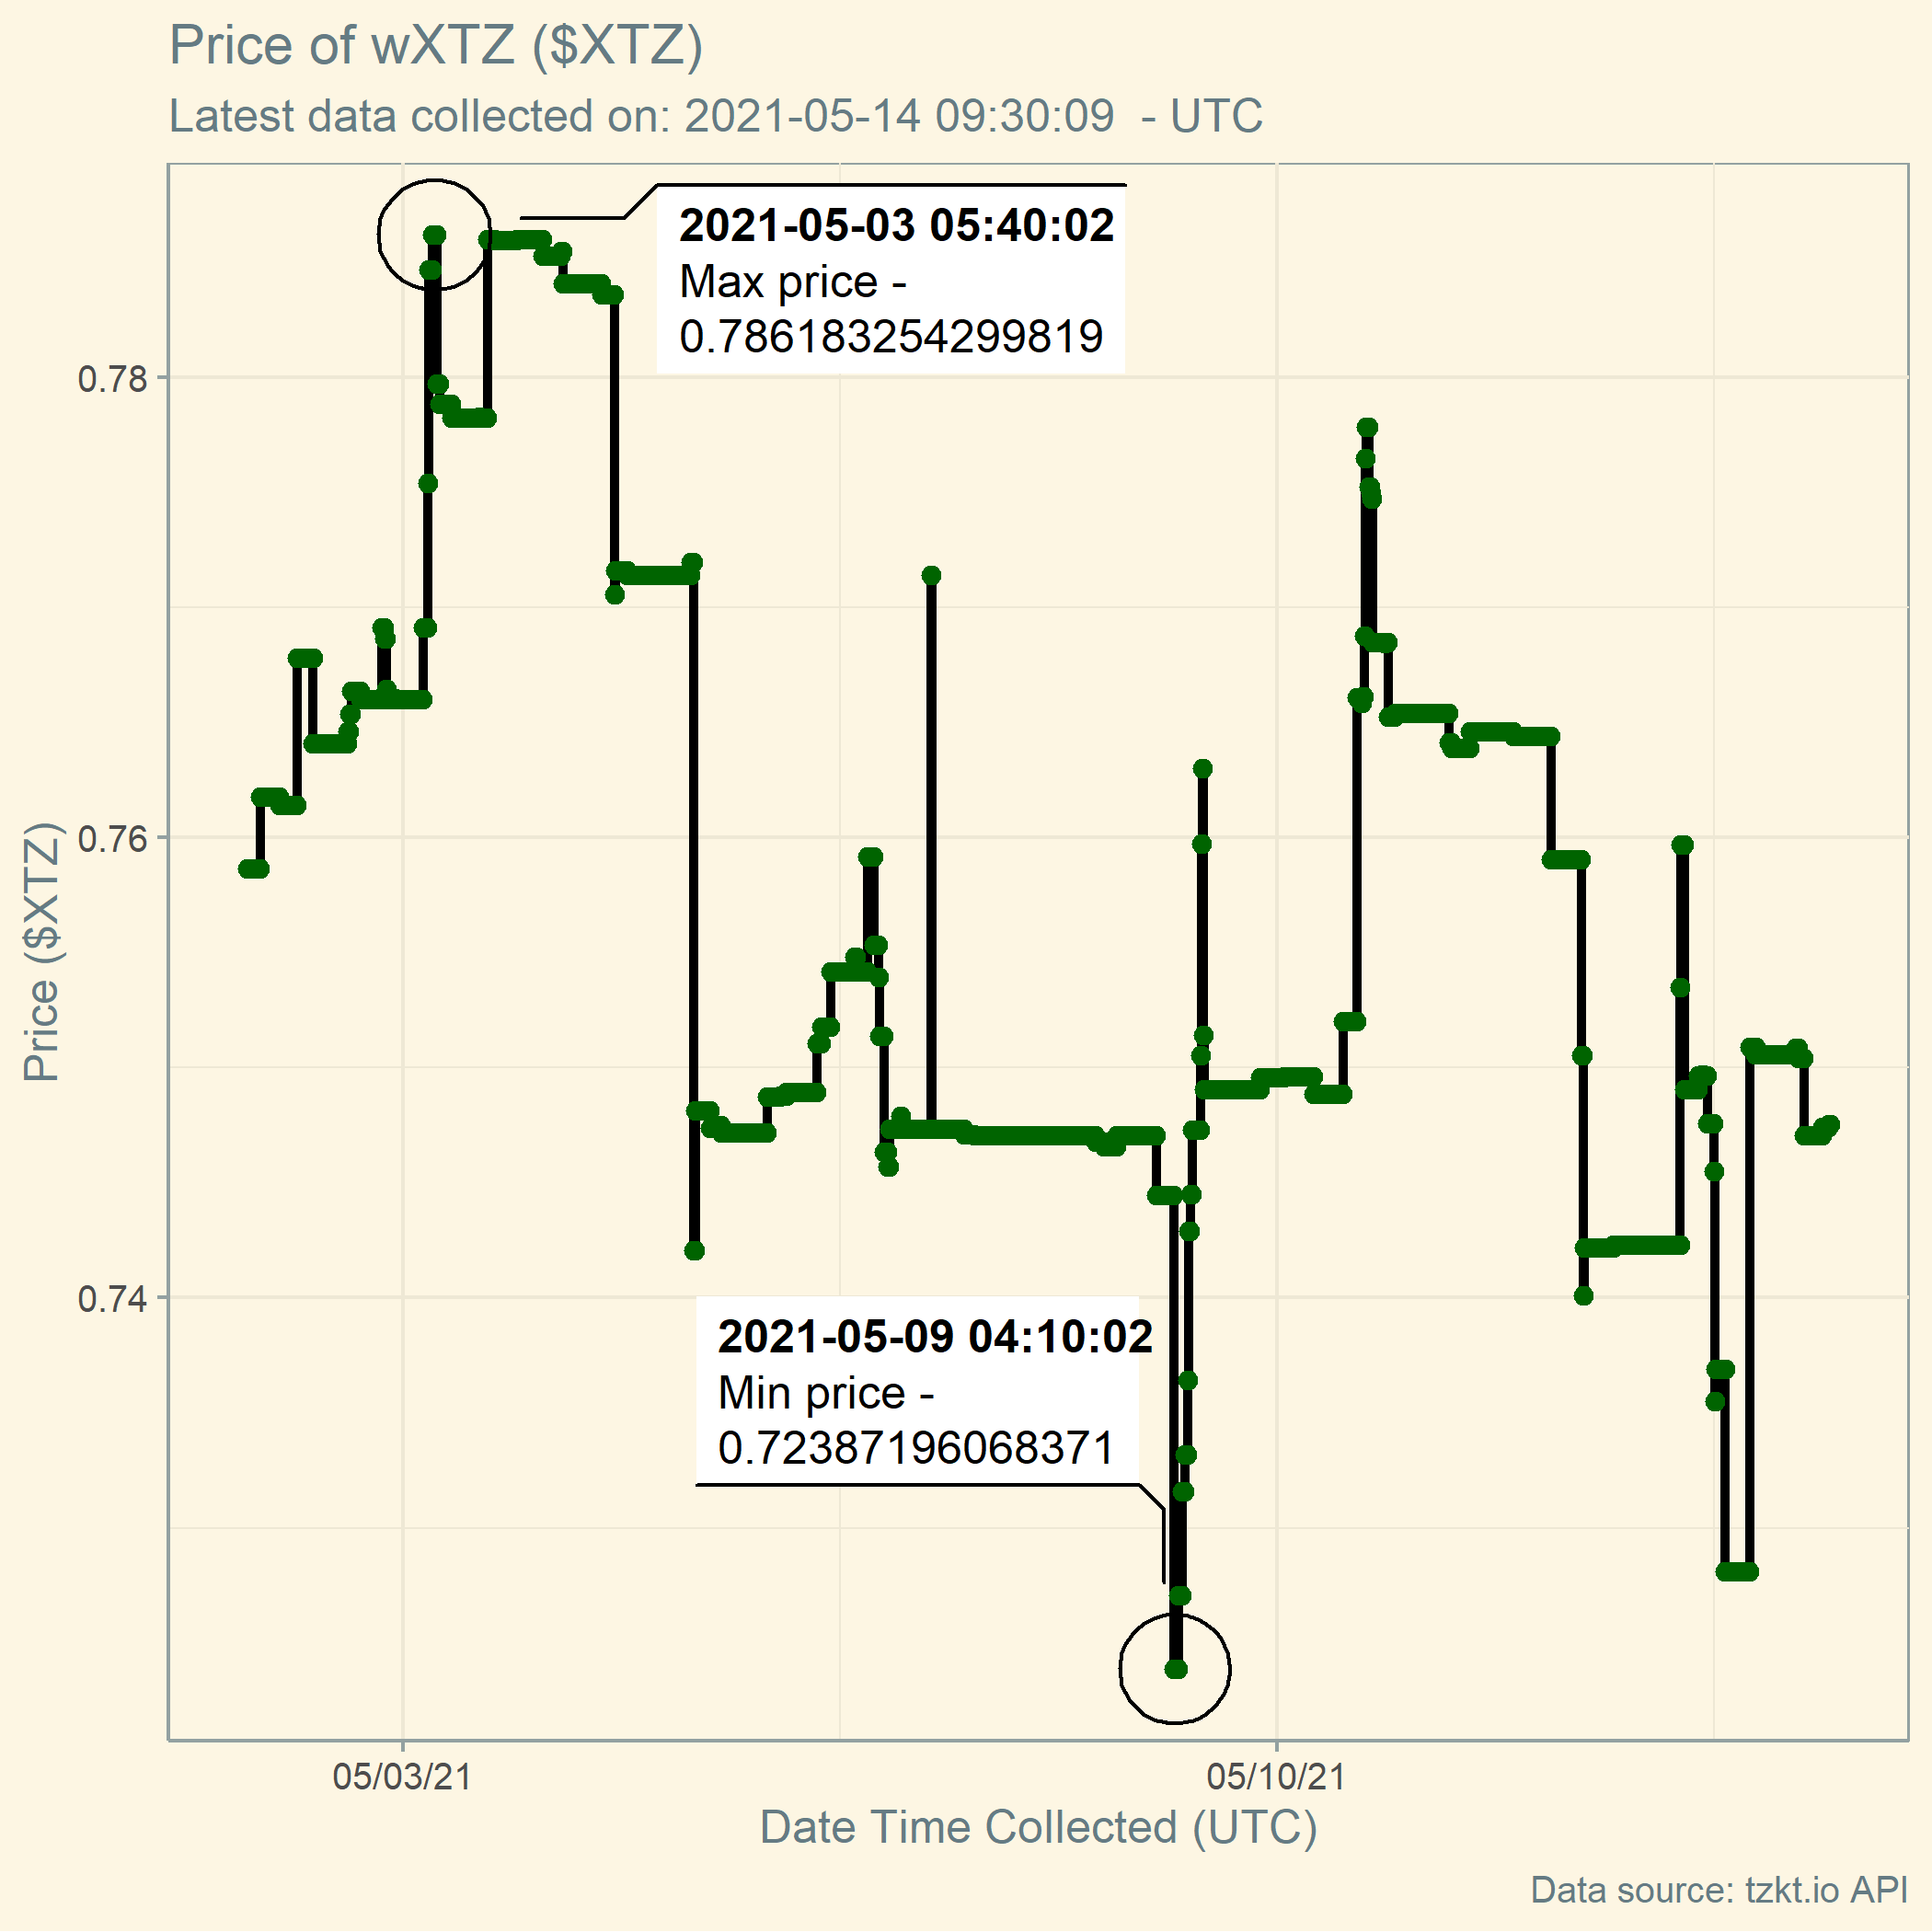 Price of wXTZ ($XTZ)
Latest data collected on: 2021-05-14 09:30:09  - UTC
2021-05-03 05:40:02
Max price -
0.786183254299819
0.78
0.76
0.74
Price ($XTZ)
2021-05-09 04:10:02
Min price -
0.72387196068371
05/03/21
05/10/21
Date Time Collected (UTC)
Data source: tzkt.io API